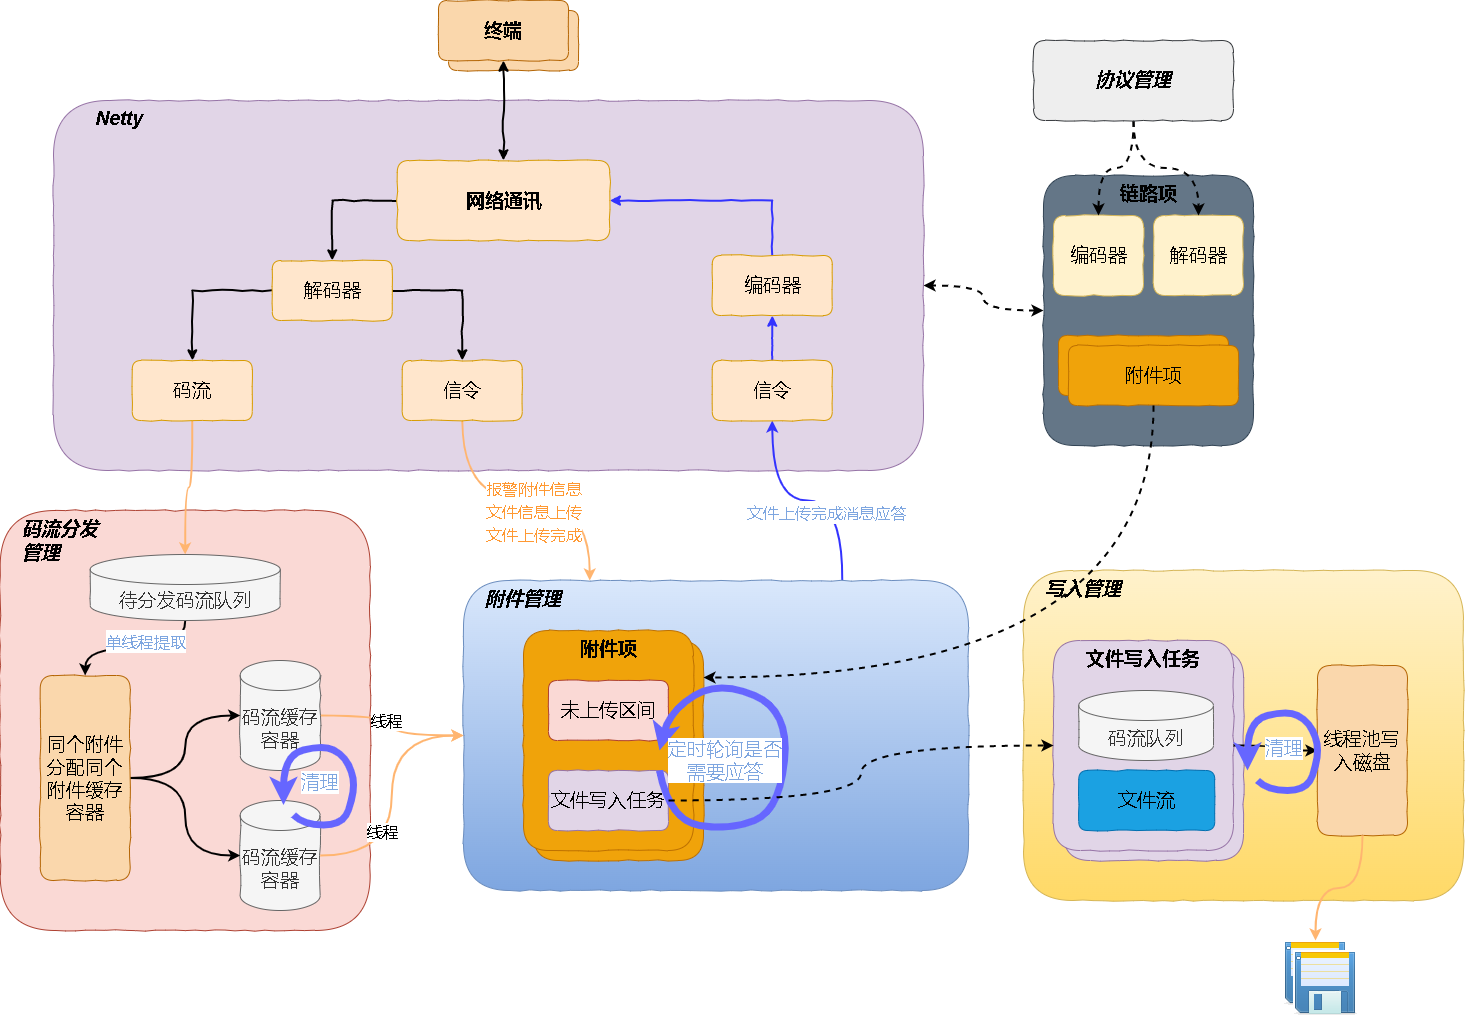 终端
协议管理
Netty
网络通讯
链路项
编码器
解码器
解码器
编码器
附件项
码流
信令
信令
报警附件信息
文件信息上传
文件上传完成
文件上传完成消息应答
码流分发
管理
待分发码流队列
单线程提取
同个附件
分配同个
附件缓存
容器
码流缓存
容器
清理
码流缓存
容器
线程
线程
附件管理
附件项
未上传区间
定时轮询是否
需要应答
文件写入任务
写入管理
文件写入任务
码流队列
文件流
清理
线程池写
入磁盘